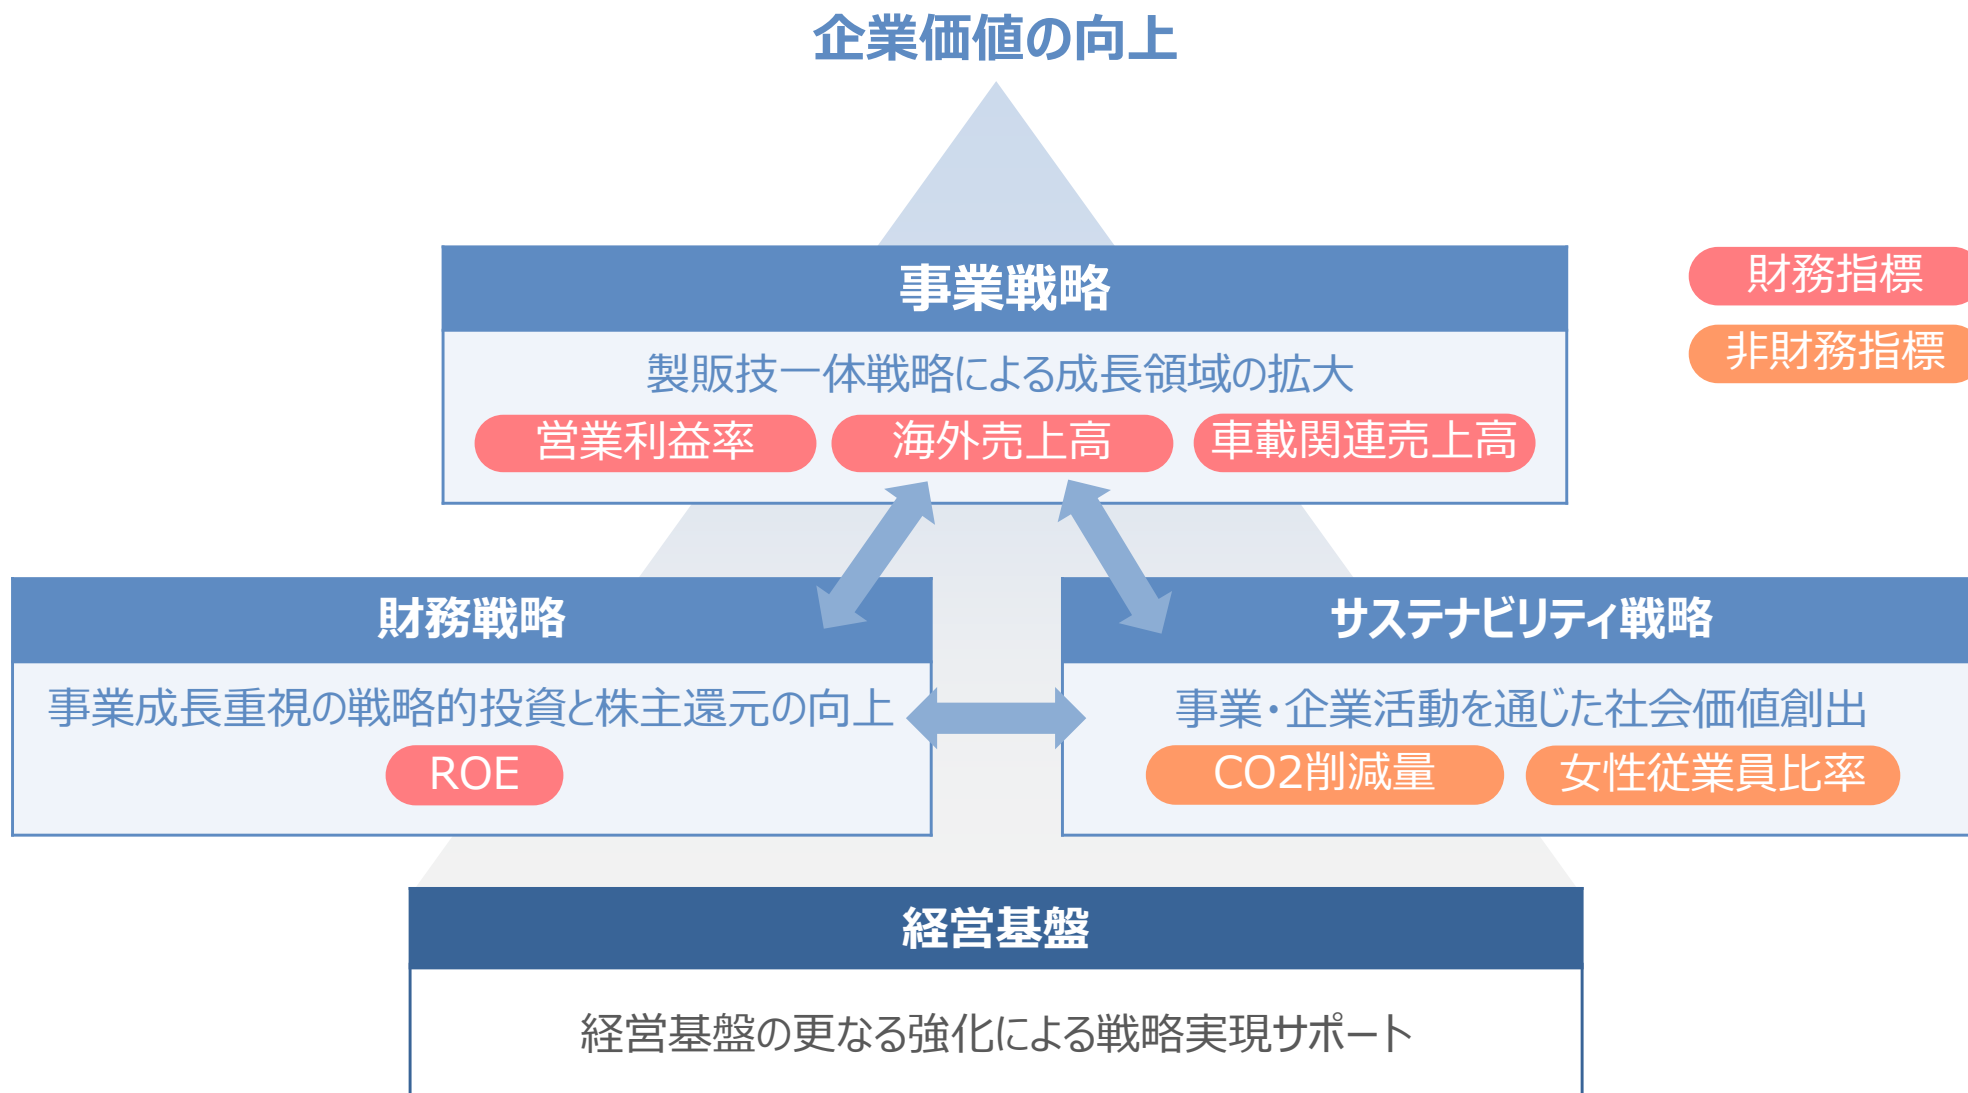 企業価値の向上
事業戦略
製販技一体戦略による成長領域の拡大
営業利益率
海外売上高
車載関連売上高
財務指標
非財務指標
財務戦略
事業成長重視の戦略的投資と株主還元の向上
ROE
サステナビリティ戦略
事業・企業活動を通じた社会価値創出
CO2削減量
女性従業員比率
経営基盤
経営基盤の更なる強化による戦略実現サポート